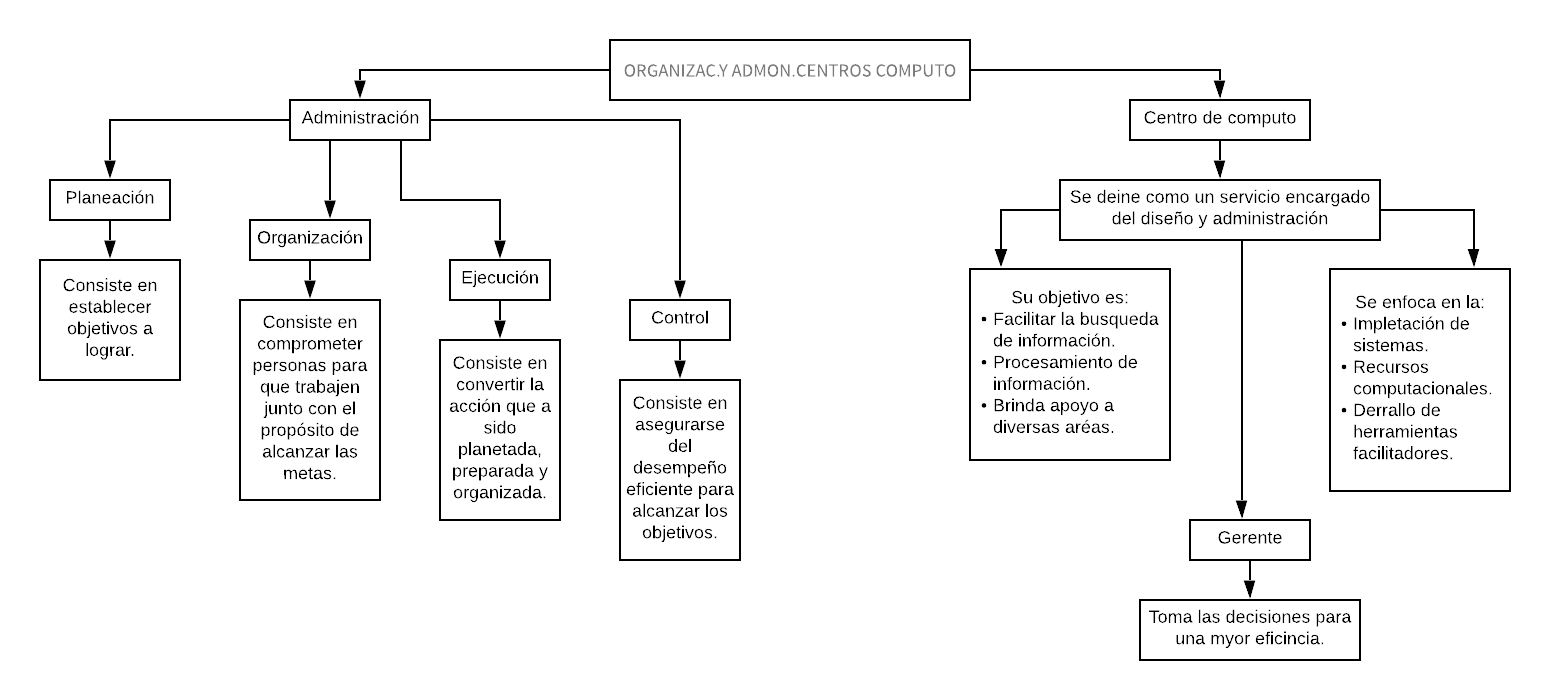 ORGANIZAC.Y ADMON.CENTROS COMPUTO
Administración
Planeación
Consiste en
establecer
objetivos a
lograr.
Organización
Consiste en
comprometer
personas para
que trabajen
junto con el
propósito de
alcanzar las
metas.
Ejecución
Consiste en
convertir la
acción que a
sido
planetada,
preparada y
organizada.
Control
Consiste en
asegurarse
del
desempeño
eficiente para
alcanzar los
objetivos.
Centro de computo
Se deine como un servicio encargado
del diseño y administración
Su objetivo es:
• Facilitar la busqueda
de información.
• Procesamiento de
información.
• Brinda apoyo a
diversas aréas.
Se enfoca en la:
• Impletación de
sistemas.
• Recursos
computacionales.
• Derrallo de
herramientas
facilitadores.
Gerente
Toma las decisiones para
una myor eficincia.